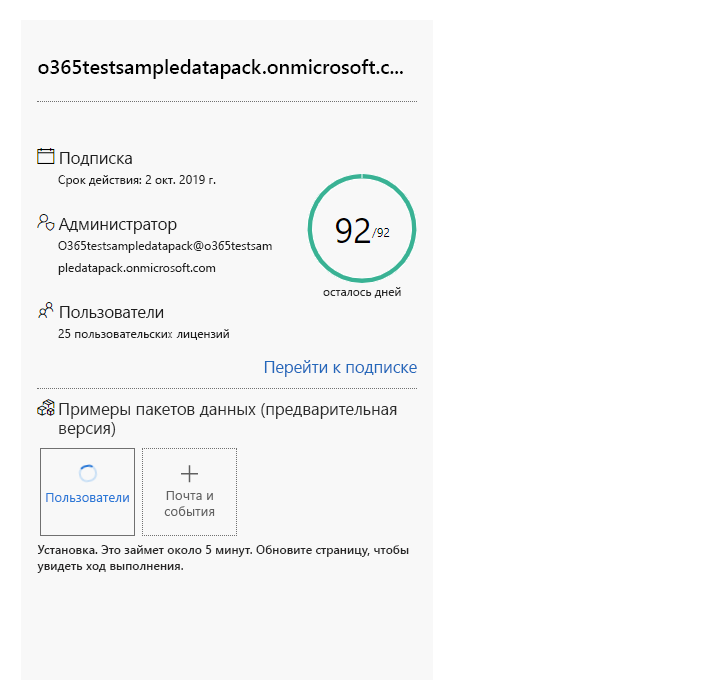 o365testsampledatapack.onmicrosoft.c...
Подписка
Срок действия: 2 окт. 2019 г.
Администратор
O365testsampledatapack@o365testsam
pledatapack.onmicrosoft.com
92/92
осталось дней
Пользователи
25 пользовательских лицензий
Перейти к подписке
Примеры пакетов данных (предварительная
версия)
Пользователи
Почта и
события
Установка. Это займет около 5 минут. Обновите страницу, чтобы
увидеть ход выполнения.